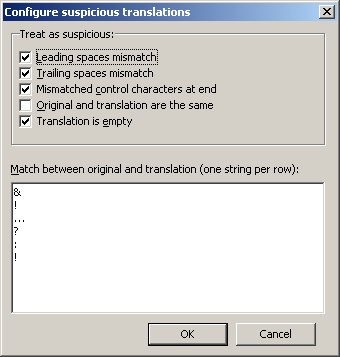 Configure suspicious translations
Treat as suspicious:
Leading spaces mismatch
Trailing spaces mismatch
Mismatched control characters at end
Original and translation are the same
Translation is empty
Match between original and translation (one string per row):
&
!
...
?
:
!
OK
Cancel